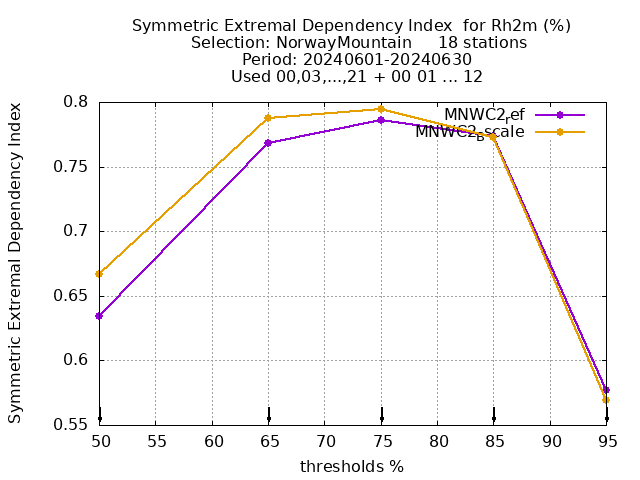 Symmetric Extremal Dependency Index  for Rh2m (%)
Selection: NorwayMountain     18 stations
Period: 20240601-20240630
Used 00,03,...,21 + 00 01 ... 12
Symmetric Extremal Dependency Index
0.8
0.75
0.7
0.65
0.6
0.55
MNWC2_ref
MNWC2_Bscale
50 55 60 65 70 75 80 85 90 95
thresholds %